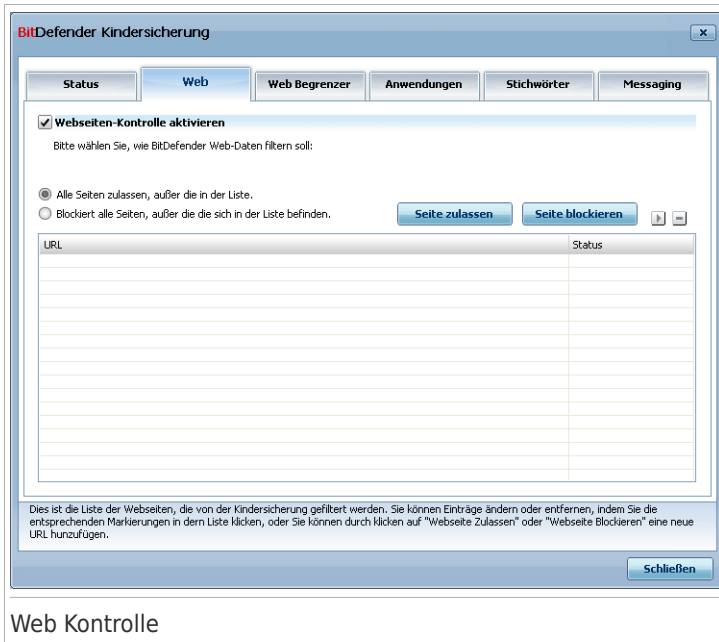 BitDefender Kindersicherung
Status
Web
Web Begrenzer
Anwendungen
Stichwörter
Messaging
Webseiten-Kontrolle aktivieren
Bitte wählen Sie, wie BitDefender Web-Daten filtern soll:
Alle Seiten zulassen, außer die in der Liste.
Blockiert alle Seiten, außer die die sich in der Liste befinden.
Seite zulassen
Seite blockieren
URL
Status
Dies ist die Liste der Webseiten, die von der Kindersicherung gefiltert werden. Sie können Einträge ändern oder entfernen, indem Sie die
entsprechenden Markierungen in dern Liste klicken, oder Sie können durch klicken auf "Webseite Zulassen" oder "Webseite Blockieren" eine neue
URL hunzufügen.
Schließen
Web Kontrolle